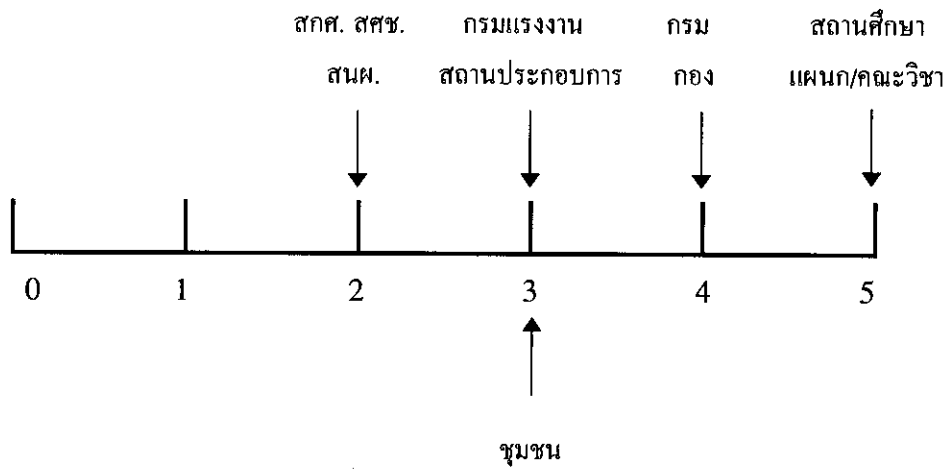 สกศ. สศช. กรมแรงงาน กรม สถานศึกษา
สนผ. สถานประกอบการ กอง แผนก/คณะวิชา
0 1 2 3 4 5
ชุมชน